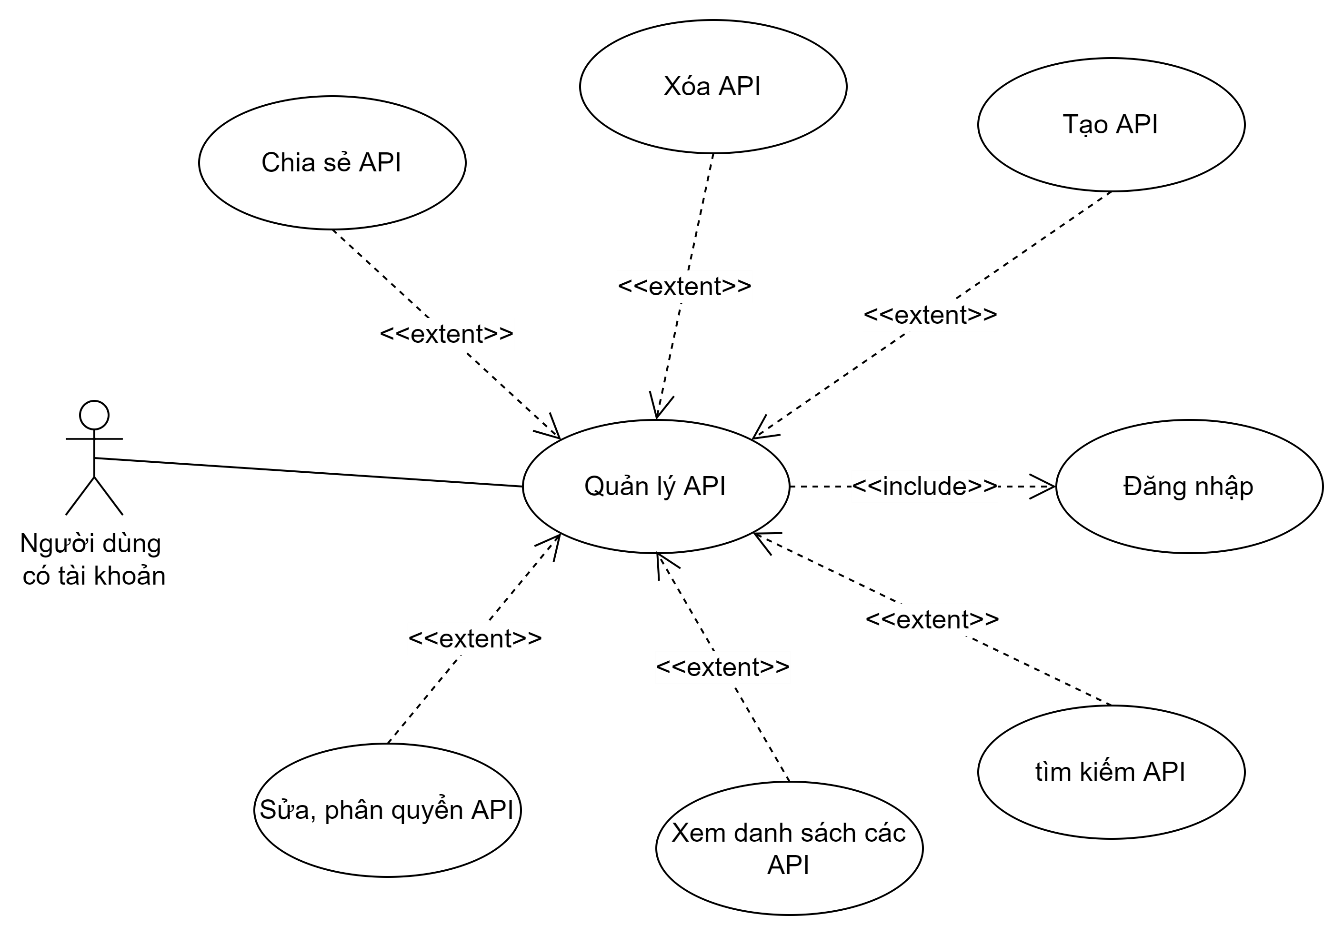 Xóa API
Tạo API
Chia sẻ API
<<extent>>
<<extent>>
<<extent>>
Quản lý API
<<include>>
Đăng nhập
Người dùng
có tài khoản
<<extent>>
<<extent>>
<<extent>>
tìm kiếm API
Sửa, phân quyển API
Xem danh sách các
API